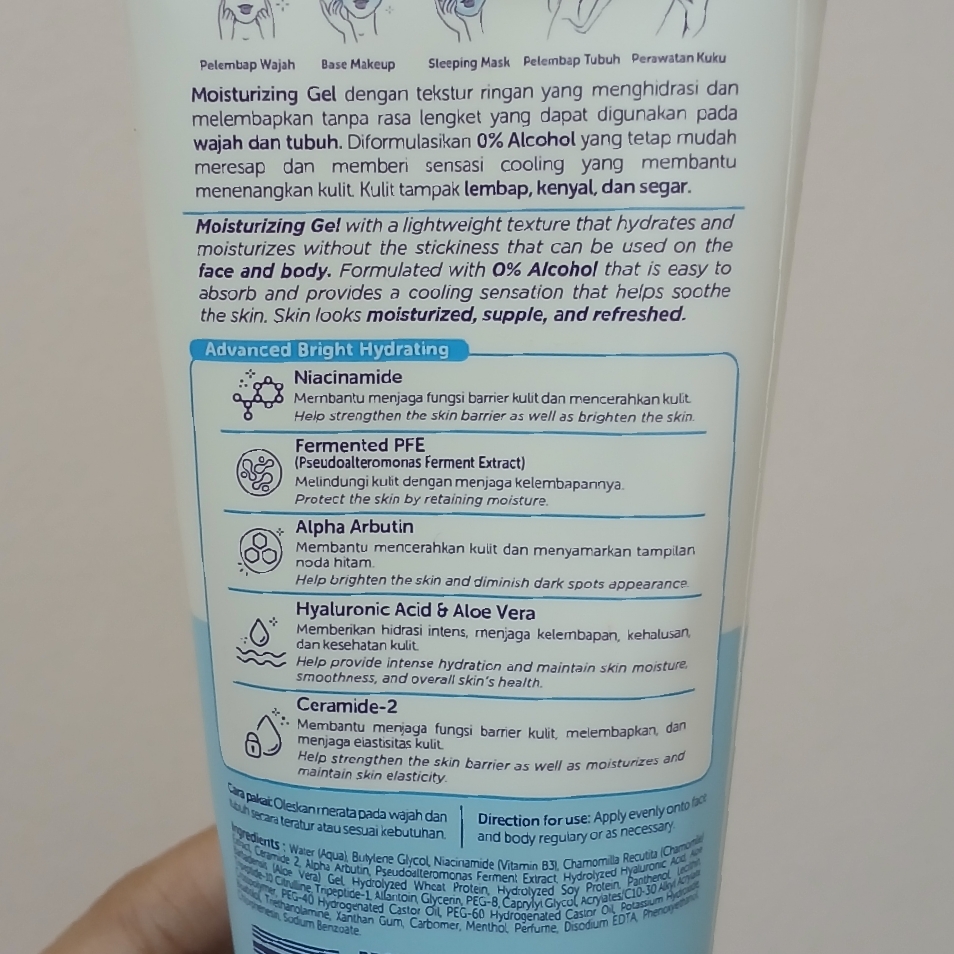 Pelembap Wajah Base Makeup Sleeping Mask Pelembap Tubuh Perawatan Kuku
Moisturizing Gel dengan tekstur ringan yang menghidrasi dan
melembapkan tanpa rasa lengket yang dapat digunakan pada
wajah dan tubuh. Diformulasikan 0% Alcohol yang tetap mudah
meresap dan memberi sensasi cooling yang membantu
menenangkan kulit. Kulit tampak lembap, kenyal, dan segar.
Moisturizing Gel with a lightweight texture that hydrates and
moisturizes without the stickiness that can be used on the
face and body. Formulated with 0% Alcohol that is easy to
absorb and provides a cooling sensation that helps soothe
the skin. Skin looks moisturized, supple, and refreshed.
Advanced Bright Hydrating
Niacinamide
Membantu menjaga fungsi barrier kulit dan mencerahkan kulit.
Help strengthen the skin barrier as well as brighten the skin.
Fermented PFE
(Pseudoalteromonas Ferment Extract)
Melindungi kulit dengan menjaga kelembapannya.
Protect the skin by retaining moisture.
Alpha Arbutin
Membantu mencerahkan kulit dan menyamarkan tampilan
noda hitam.
Help brighten the skin and diminish dark spots appearance.
Hyaluronic Acid & Aloe Vera
Memberikan hidrasi intens, menjaga kelembapan, kehalusan,
dan kesehatan kulit.
Help provide intense hydration and maintain skin moisture,
smoothness, and overall skin's health.
Ceramide-2
Membantu menjaga fungsi barrier kulit, melembapkan, dan
menjaga elastisitas kulit.
Help strengthen the skin barrier as well as moisturizes and
maintain skin elasticity.
Cara pakai: Oleskan merata pada wajah dan
tubuh secara teratur atau sesuai kebutuhan.
Direction for use: Apply evenly onto face
and body regulary or as necessary.
Ingredients : Water (Aqua), Butylene Glycol, Niacinamide (Vitamin B3), Chamomilla Recutita (Chamomile)
Extract, Ceramide 2, Alpha Arbutin, Pseudoalteromonas Ferment Extract, Hydrolyzed Hyaluronic Acid, Aloe
Barbadensis (Aloe Vera) Gel, Hydrolyzed Wheat Protein, Hydrolyzed Soy Protein, Panthenol, Lecithin,
Tripeptide-10 Citrulline, Tripeptide-1, Allantoin, Glycerin, PEG-8, Caprylyl Glycol, Acrylates/C10-30 Alkyl Acrylate
PEG-40 Hydrogenated Castor Oil, PEG-60 Hydrogenated Castor Oil, Potassium
Triethanolamine, Xanthan Gum, Carbomer, Menthol, Perfume, Disodium EDTA, Phenoxyethanol,
Sodium Benzoate.